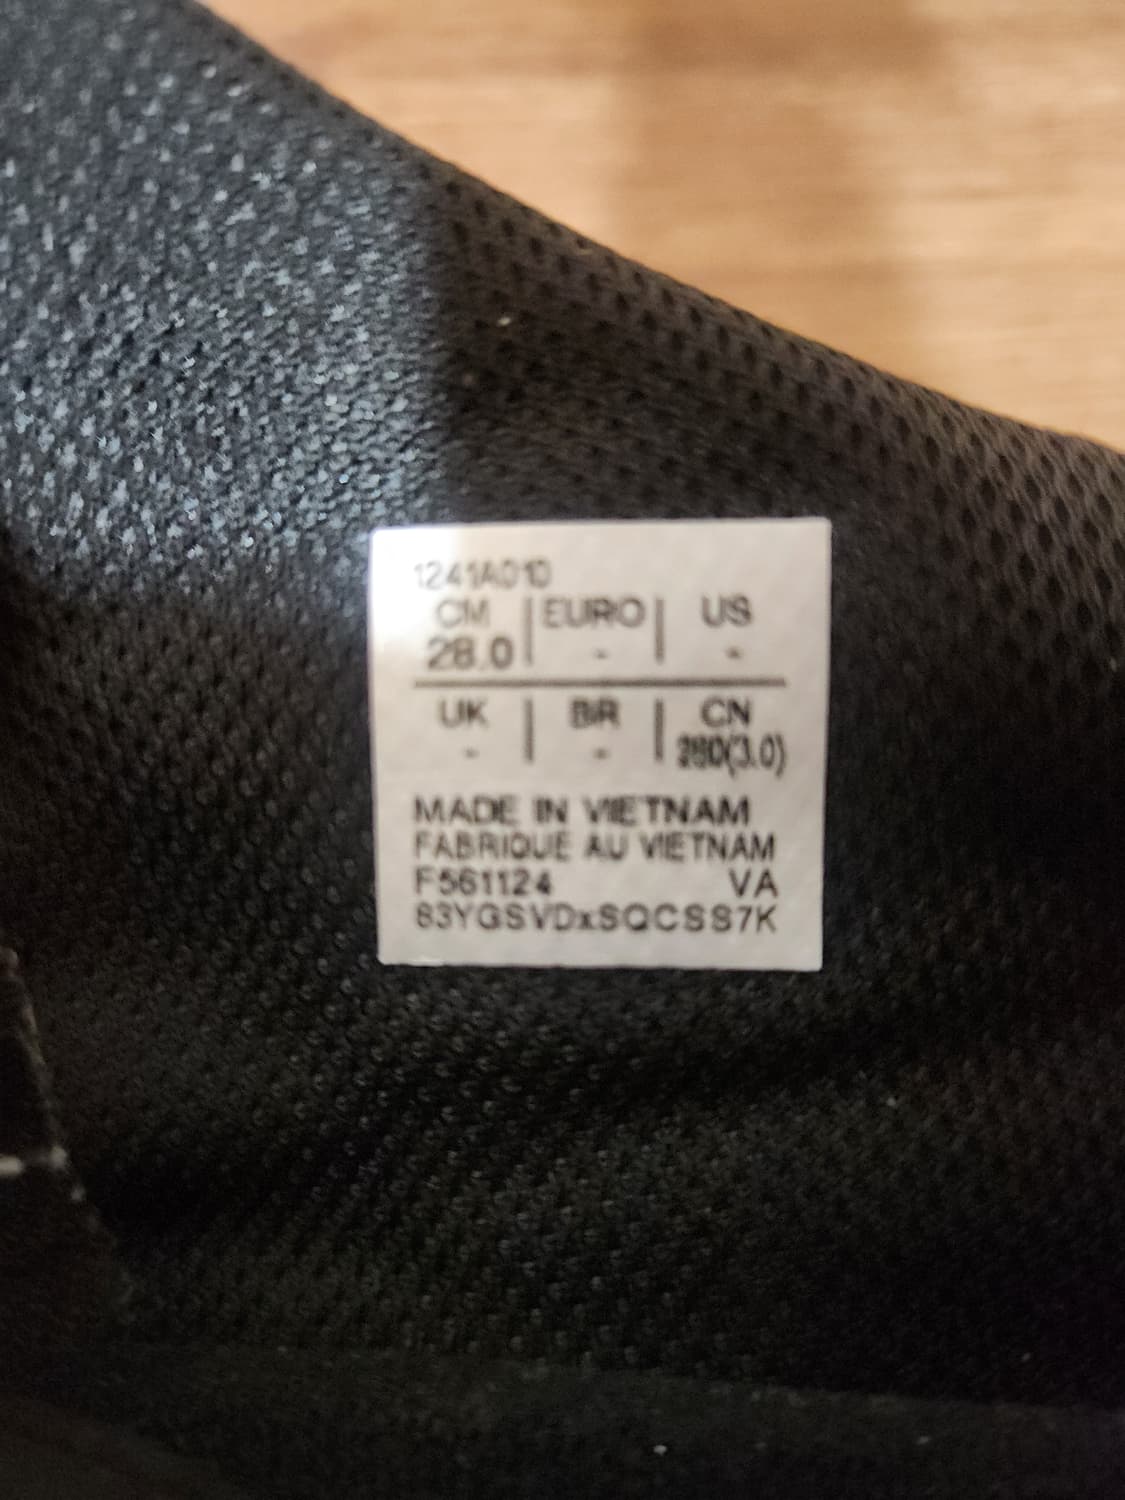 1241A010
CM | EURO | US
28.0 | - | -
UK | BR | CN
- | - | 280(3.0)
MADE IN VIETNAM
FABRIQUE AU VIETNAM
F561124 VA
83YGSVDxSQCSS7K